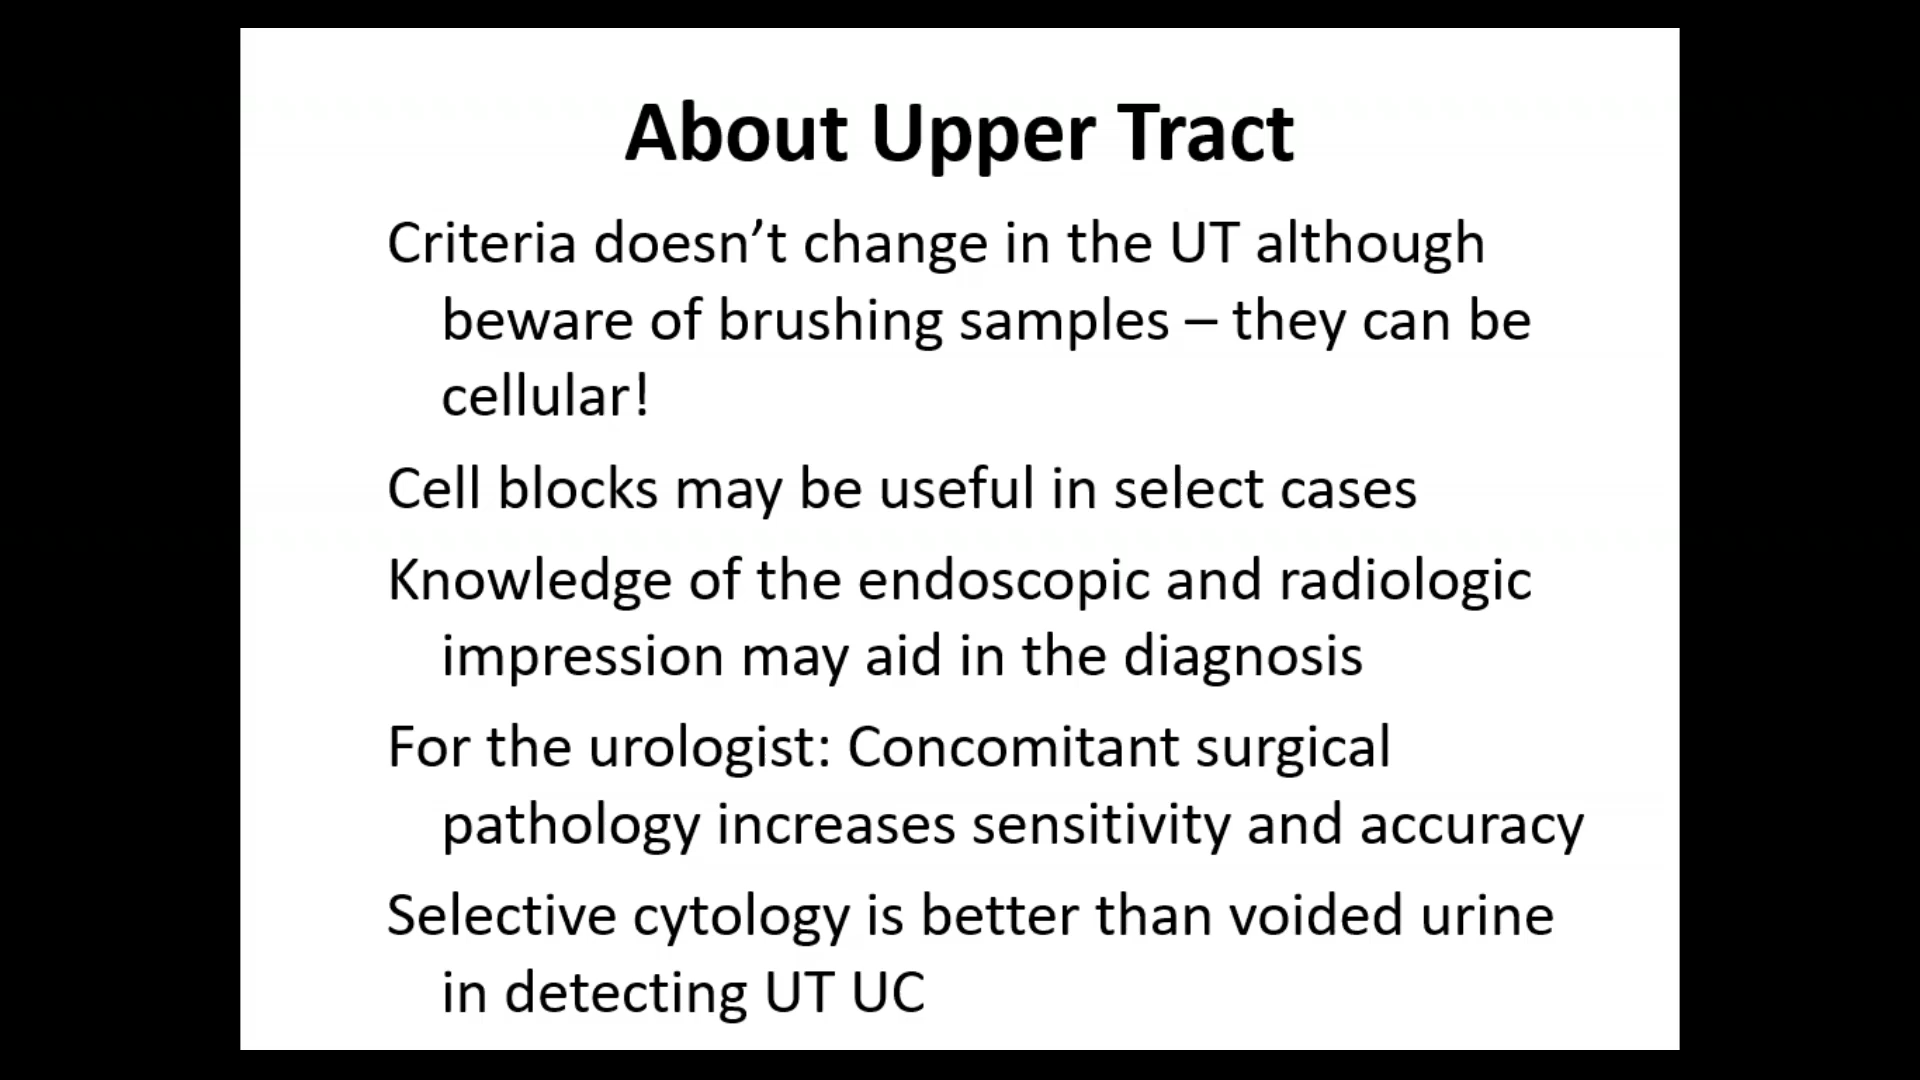 About Upper Tract
Criteria doesn’t change in the UT although
beware of brushing samples – they can be
cellular!
Cell blocks may be useful in select cases
Knowledge of the endoscopic and radiologic
impression may aid in the diagnosis
For the urologist: Concomitant surgical
pathology increases sensitivity and accuracy
Selective cytology is better than voided urine
in detecting UT UC